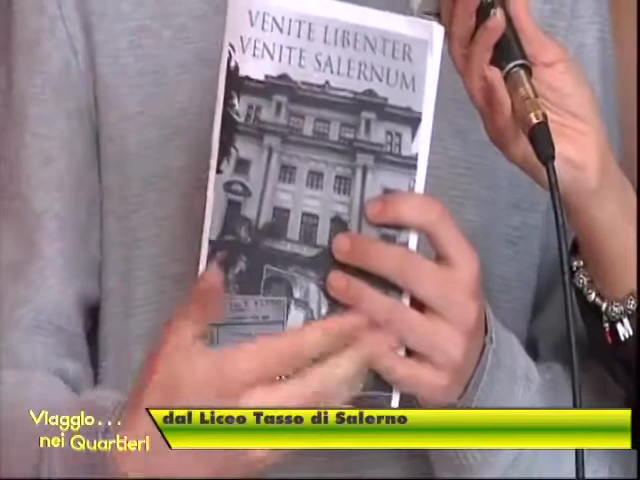 VENITE LIBENTER
VENITE SALERNUM
Viaggio...
nei Quartieri
dal Liceo Tasso di Salerno